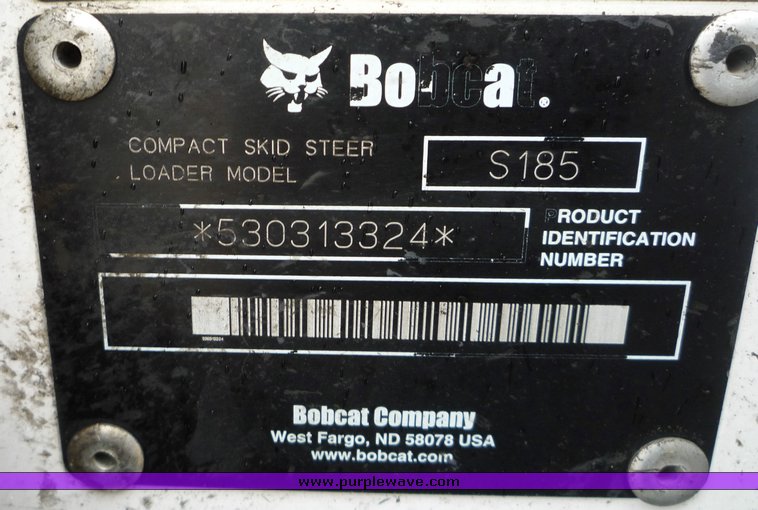 Bobcat®
COMPACT SKID STEER
LOADER MODEL
S185
*530313324*
PRODUCT
IDENTIFICATION
NUMBER
Bobcat Company
West Fargo, ND 58078 USA
www.bobcat.com
www.purplewave.com